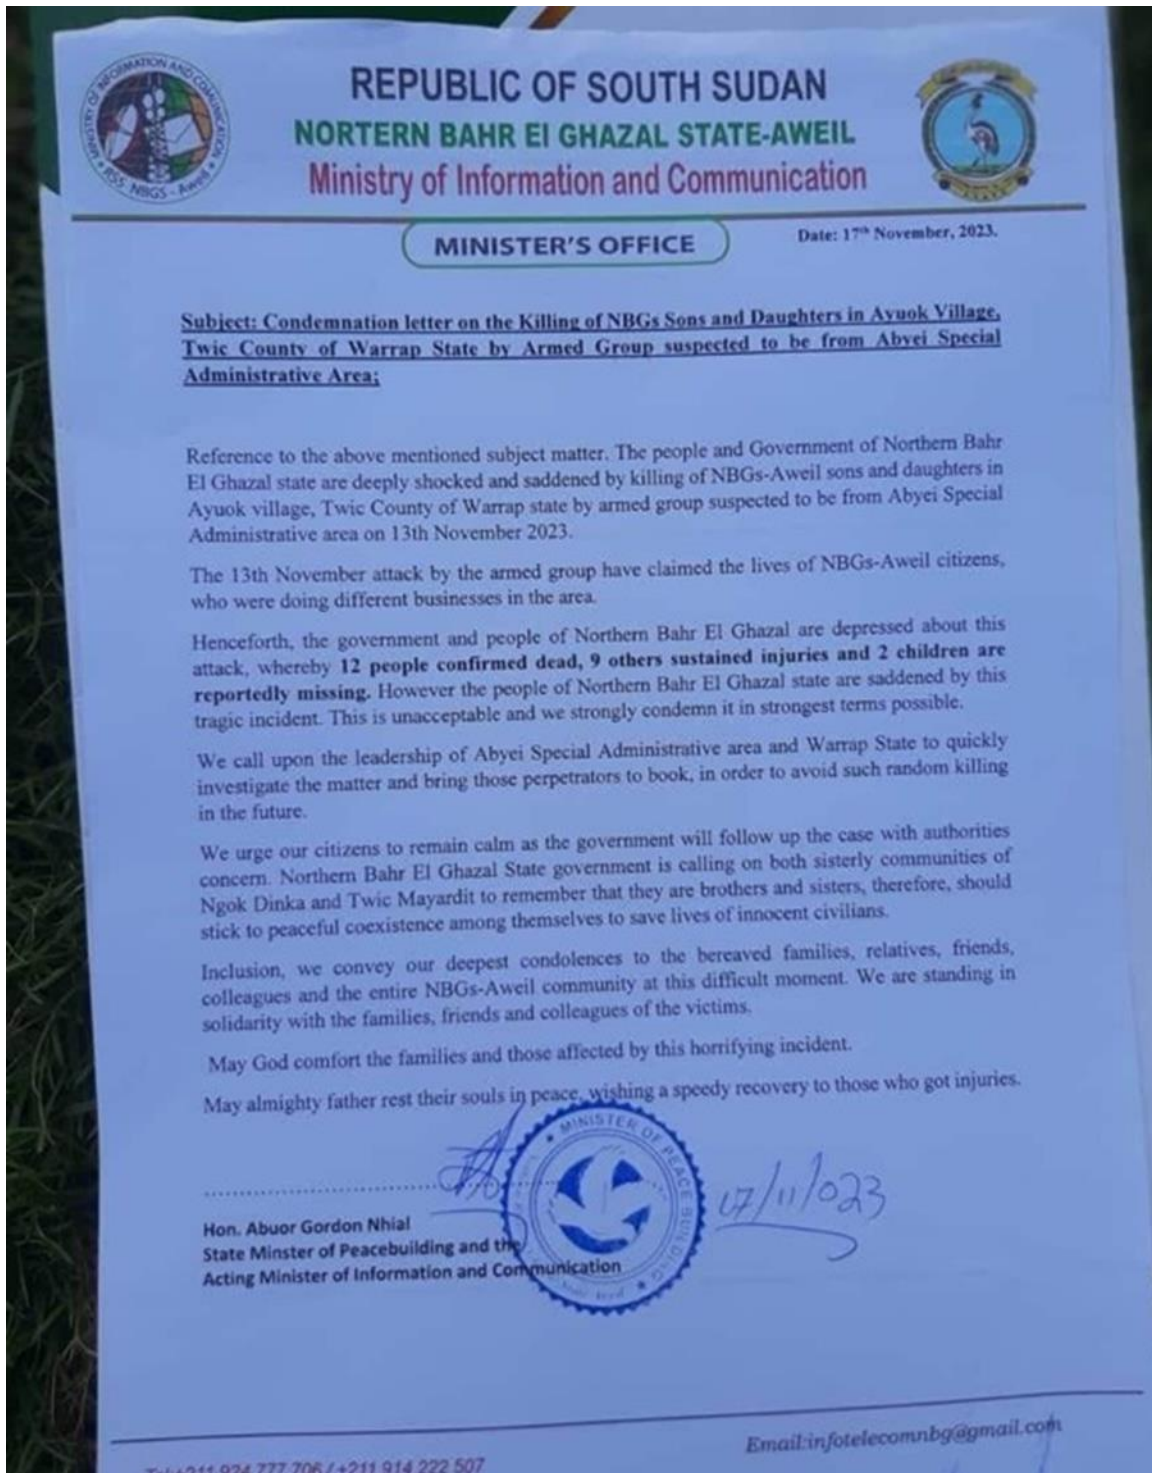 MINISTRY OF INFORMATION AND COMMUNICATION
RSS NBGS - Aweil
REPUBLIC OF SOUTH SUDAN
NORTERN BAHR El GHAZAL STATE-AWEIL
Ministry of Information and Communication
MINISTER'S OFFICE
Date: 17th November, 2023.
Subject: Condemnation letter on the Killing of NBGs Sons and Daughters in Ayuok Village,
Twic County of Warrap State by Armed Group suspected to be from Abyei Special
Administrative Area;
Reference to the above mentioned subject matter. The people and Government of Northern Bahr
El Ghazal state are deeply shocked and saddened by killing of NBGs-Aweil sons and daughters in
Ayuok village, Twic County of Warrap state by armed group suspected to be from Abyei Special
Administrative area on 13th November 2023.
The 13th November attack by the armed group have claimed the lives of NBGs-Aweil citizens,
who were doing different businesses in the area.
Henceforth, the government and people of Northern Bahr El Ghazal are depressed about this
attack, whereby 12 people confirmed dead, 9 others sustained injuries and 2 children are
reportedly missing. However the people of Northern Bahr El Ghazal state are saddened by this
tragic incident. This is unacceptable and we strongly condemn it in strongest terms possible.
We call upon the leadership of Abyei Special Administrative area and Warrap State to quickly
investigate the matter and bring those perpetrators to book, in order to avoid such random killing
in the future.
We urge our citizens to remain calm as the government will follow up the case with authorities
concern. Northern Bahr El Ghazal State government is calling on both sisterly communities of
Ngok Dinka and Twic Mayardit to remember that they are brothers and sisters, therefore, should
stick to peaceful coexistence among themselves to save lives of innocent civilians.
Inclusion, we convey our deepest condolences to the bereaved families, relatives, friends,
colleagues and the entire NBGs-Aweil community at this difficult moment. We are standing in
solidarity with the families, friends and colleagues of the victims.
May God comfort the families and those affected by this horrifying incident.
May almighty father rest their souls in peace, wishing a speedy recovery to those who got injuries.
MINISTER OF PEACE BUILDING
17/11/023
Hon. Abuor Gordon Nhial
State Minster of Peacebuilding and the
Acting Minister of Information and Communication
Email:infotelecomnbg@gmail.com
Tel:+211 924 777 706 / +211 914 222 507